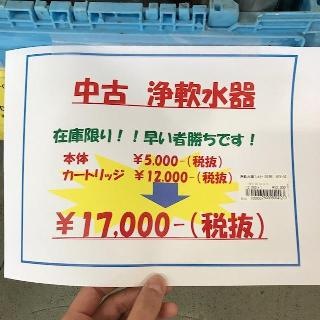 中古 浄軟水器
在庫限り!!早い者勝ちです!
本体 ¥5,000-(税抜)
カートリッジ ¥12,000-(税抜)
¥17,000-(税抜)